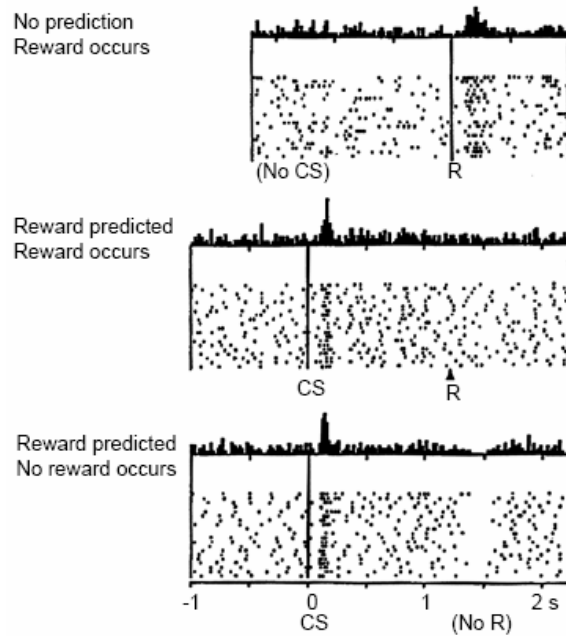 No prediction
Reward occurs
(No CS) R
Reward predicted
Reward occurs
CS R
Reward predicted
No reward occurs
-1 0 1 2 s
CS (No R)